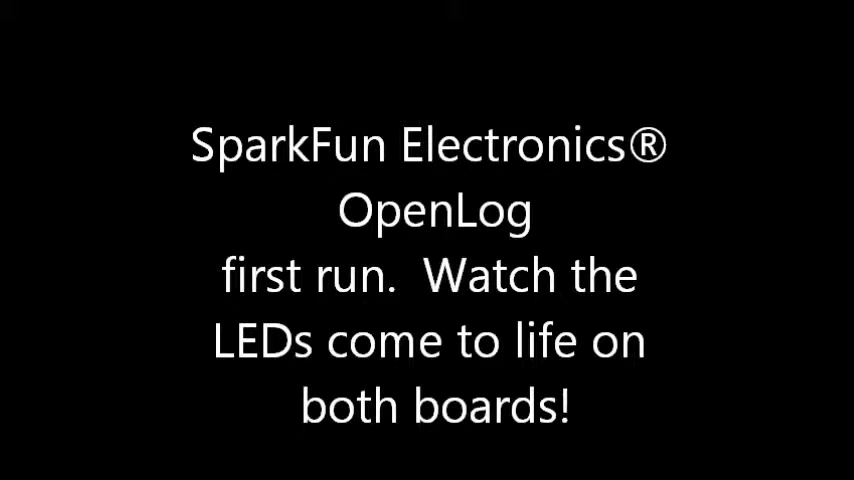 SparkFun Electronics®
OpenLog
first run.  Watch the
LEDs come to life on
both boards!